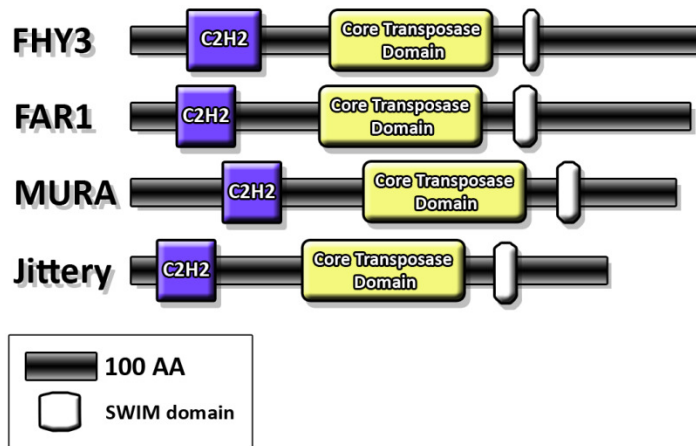 FHY3
C2H2
Core Transposase
Domain
FAR1
C2H2
Core Transposase
Domain
MURA
C2H2
Core Transposase
Domain
Jittery
C2H2
Core Transposase
Domain
100 AA
SWIM domain